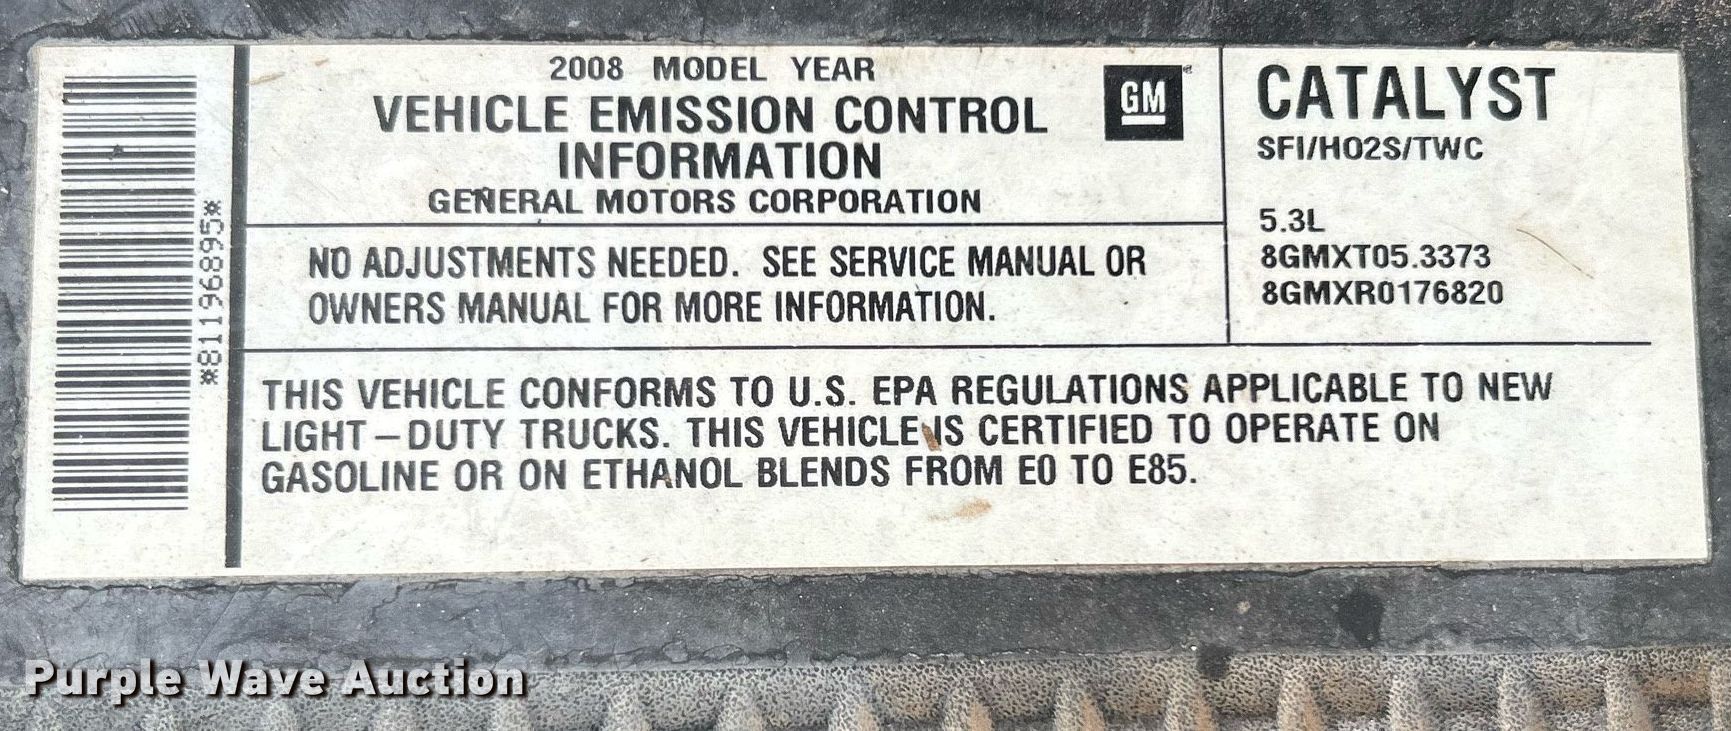 *81196895*
2008 MODEL YEAR
VEHICLE EMISSION CONTROL
INFORMATION
GENERAL MOTORS CORPORATION
GM
NO ADJUSTMENTS NEEDED. SEE SERVICE MANUAL OR
OWNERS MANUAL FOR MORE INFORMATION.
CATALYST
SFI/HO2S/TWC
5.3L
8GMXT05.3373
8GMXR0176820
THIS VEHICLE CONFORMS TO U.S. EPA REGULATIONS APPLICABLE TO NEW
LIGHT-DUTY TRUCKS. THIS VEHICLE IS CERTIFIED TO OPERATE ON
GASOLINE OR ON ETHANOL BLENDS FROM E0 TO E85.
Purple Wave Auction